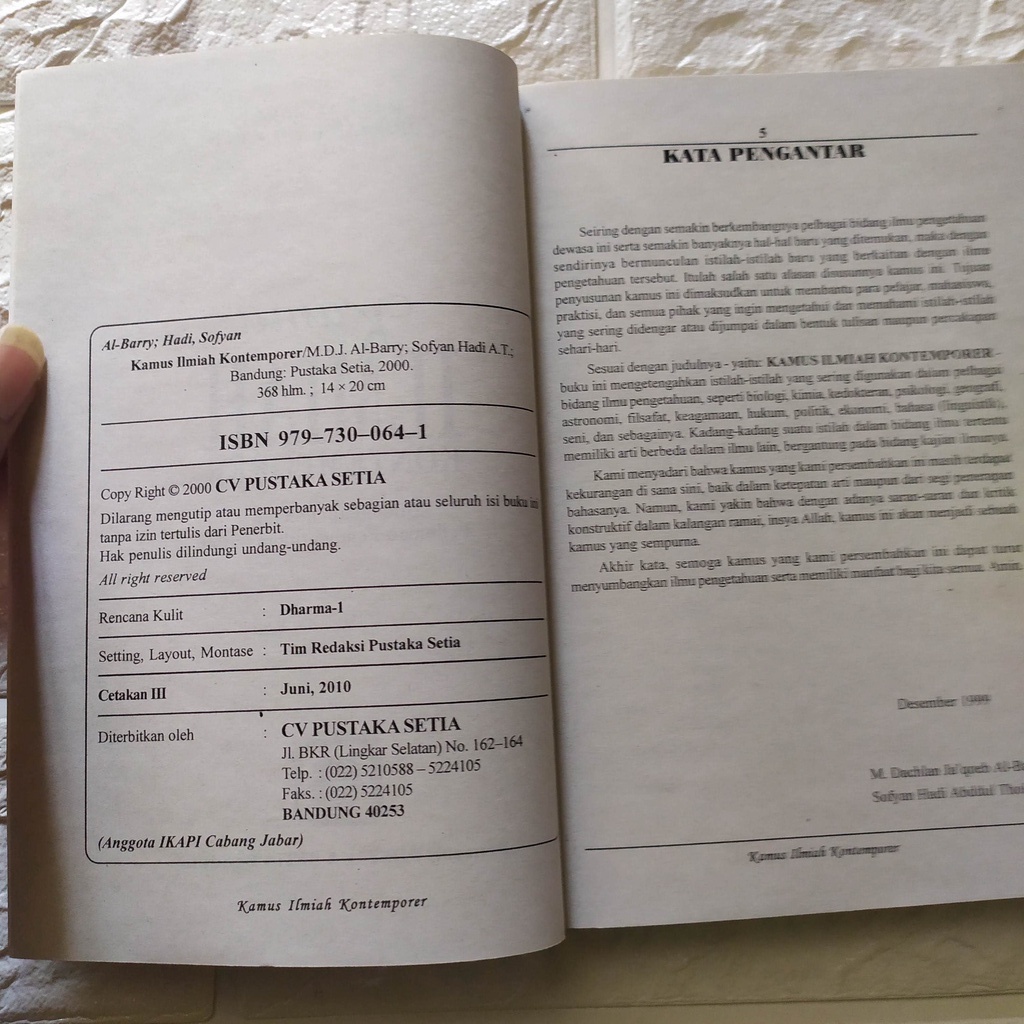 Al-Barry; Hadi, Sofyan
Kamus Ilmiah Kontemporer/M.D.J. Al-Barry; Sofyan Hadi A.T.;
Bandung: Pustaka Setia, 2000.
368 hlm. ; 14 × 20 cm
ISBN 979–730–064–1
Copy Right © 2000 CV PUSTAKA SETIA
Dilarang mengutip atau memperbanyak sebagian atau seluruh isi buku ini
tanpa izin tertulis dari Penerbit.
Hak penulis dilindungi undang-undang.
All right reserved
Rencana Kulit : Dharma-1
Setting, Layout, Montase : Tim Redaksi Pustaka Setia
Cetakan III : Juni, 2010
Diterbitkan oleh : CV PUSTAKA SETIA
Jl. BKR (Lingkar Selatan) No. 162–164
Telp. : (022) 5210588 – 5224105
Faks. : (022) 5224105
BANDUNG 40253
(Anggota IKAPI Cabang Jabar)
Kamus Ilmiah Kontemporer
5
KATA PENGANTAR
Seiring dengan semakin berkembangnya pelbagai bidang ilmu pengetahuan
dewasa ini serta semakin banyaknya hal-hal baru yang ditemukan, maka dengan
sendirinya bermunculan istilah-istilah baru yang berkaitan dengan ilmu
pengetahuan tersebut. Itulah salah satu alasan disusunnya kamus ini. Tujuan
penyusunan kamus ini dimaksudkan untuk membantu para pelajar, mahasiswa,
praktisi, dan semua pihak yang ingin mengetahui dan memahami istilah-istilah
yang sering didengar atau dijumpai dalam bentuk tulisan maupun percakapan
sehari-hari.
Sesuai dengan judulnya - yaitu: KAMUS ILMIAH KONTEMPORER -
buku ini mengetengahkan istilah-istilah yang sering digunakan dalam pelbagai
bidang ilmu pengetahuan, seperti biologi, kimia, kedokteran, psikologi, geografi,
astronomi, filsafat, keagamaan, hukum, politik, ekonomi, bahasa (linguistik),
seni, dan sebagainya. Kadang-kadang suatu istilah dalam bidang ilmu tertentu
memiliki arti berbeda dalam ilmu lain, bergantung pada bidang kajian ilmunya.
Kami menyadari bahwa kamus yang kami persembahkan ini masih terdapat
kekurangan di sana sini, baik dalam ketepatan arti maupun dari segi penerapan
bahasanya. Namun, kami yakin bahwa dengan adanya saran-saran dan kritik
konstruktif dalam kalangan ramai, insya Allah, kamus ini akan menjadi sebuah
kamus yang sempurna.
Akhir kata, semoga kamus yang kami persembahkan ini dapat turut
menyumbangkan ilmu pengetahuan serta memiliki manfaat bagi kita semua. Amin.
Desember 1999
M. Dachlan Ja'qoeb
Sofyan Hadi Abdul
Kamus Ilmiah Kontemporer